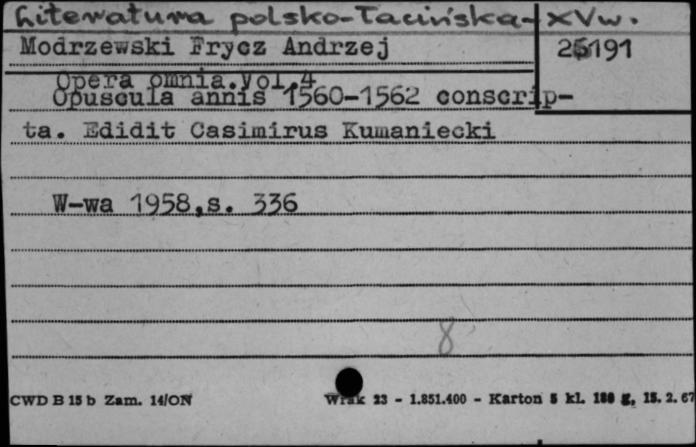 Literatura polsko-łacińska-XVw.
Modrzewski Frycz Andrzej 25191
Opera omnia.Vol.4
Opuscula annis 1560-1562 conscrip-
ta. Edidit Casimirus Kumaniecki
W-wa 1958,s. 336
8
CWD B 15 b Zam. 14/ON Wrak 23 - 1.851.400 - Karton 5 kl. 180 g, 15. 2. 67